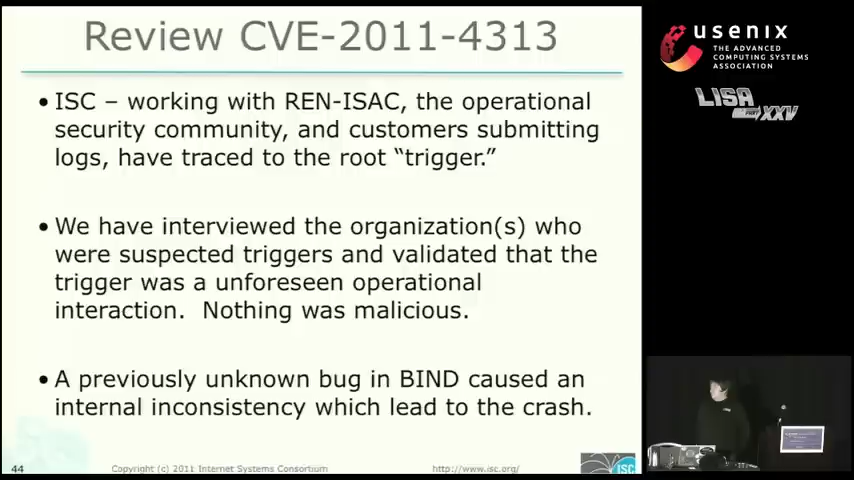 Review CVE-2011-4313
• ISC – working with REN-ISAC, the operational
security community, and customers submitting
logs, have traced to the root “trigger.”
• We have interviewed the organization(s) who
were suspected triggers and validated that the
trigger was a unforeseen operational
interaction.  Nothing was malicious.
• A previously unknown bug in BIND caused an
internal inconsistency which lead to the crash.
44
Copyright (c) 2011 Internet Systems Consortium
http://www.isc.org/
ISC
usenix
THE ADVANCED
COMPUTING SYSTEMS
ASSOCIATION
LISA
XXV